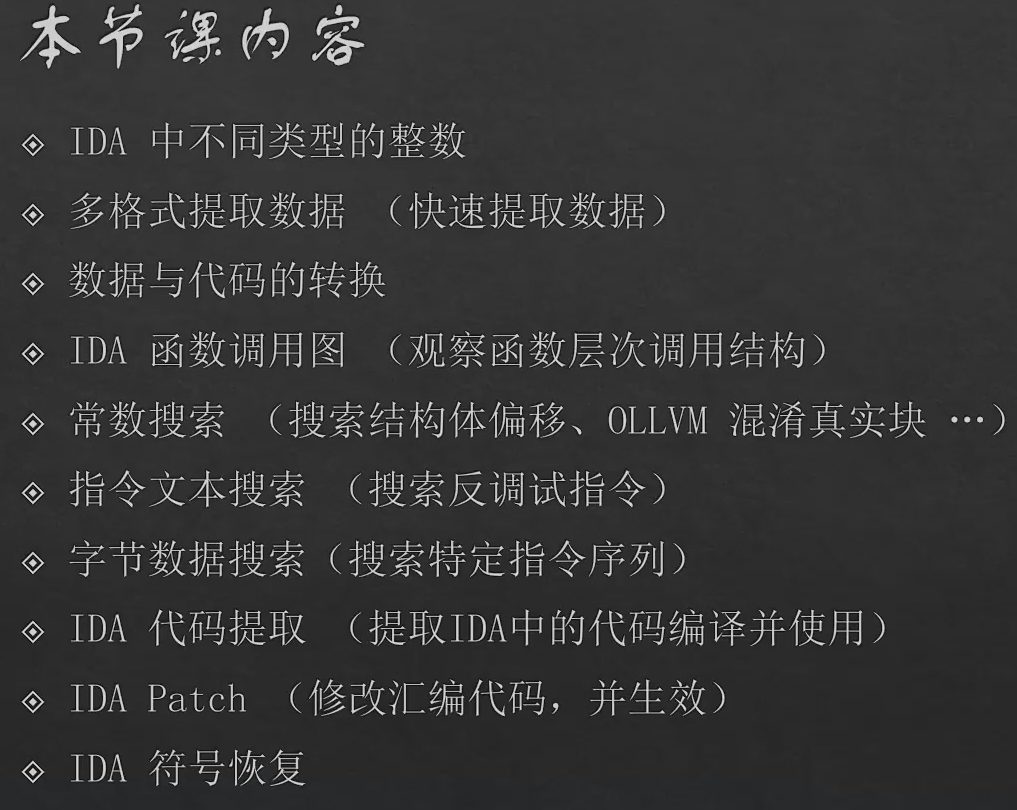 本节课内容
IDA 中不同类型的整数
多格式提取数据 （快速提取数据）
数据与代码的转换
IDA 函数调用图 （观察函数层次调用结构）
常数搜索 （搜索结构体偏移、OLLVM 混淆真实块 …）
指令文本搜索 （搜索反调试指令）
字节数据搜索（搜索特定指令序列）
IDA 代码提取 （提取IDA中的代码编译并使用）
IDA Patch （修改汇编代码，并生效）
IDA 符号恢复